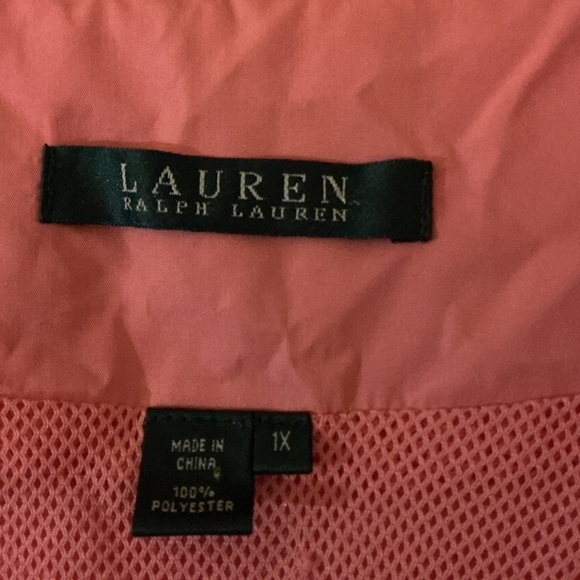 LAUREN
RALPH LAUREN
MADE IN
CHINA
100%
POLYESTER
1X